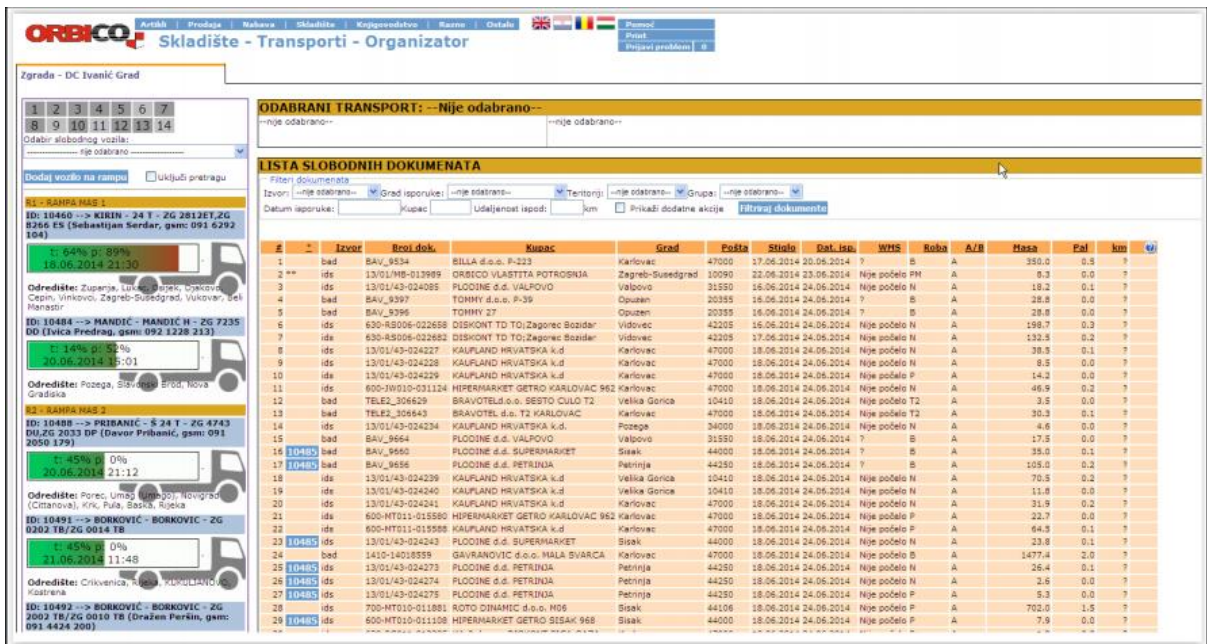 ORBICO
Artikli | Prodaja | Nabava | Skladište | Knjigovodstvo | Razno | Ostalo
Skladište - Transporti - Organizator
Pomoć
Print
Prijavi problem 0
Zgrada - DC Ivanić Grad
1 2 3 4 5 6 7
8 9 10 11 12 13 14
Odabir slobodnog vozila:
nije odabrano
Dodaj vozilo na rampu Uključi pretragu
R1 - RAMPA MAS 1
ID: 10460 --> KIRIN - 24 T - ZG 2812ET,ZG
8266 ES (Sebastijan Serdar, gsm: 091 6292
104)
t: 64% p: 89%
18.06.2014 21:30
Odredište: Zupanja, Lukac, Osijek, Djakovo,
Cepin, Vinkovci, Zagreb-Susedgrad, Vukovar, Beli
Manastir
ID: 10484 --> MANDIĆ - MANDIĆ H - ZG 7235
DD (Ivica Predrag, gsm: 092 1228 213)
t: 14% p: 52%
20.06.2014 15:01
Odredište: Pozega, Slavonski Brod, Nova
Gradiska
R2 - RAMPA MAS 2
ID: 10488 --> PRIBANIĆ - Š 24 T - ZG 4743
DU,ZG 2033 DP (Davor Pribanić, gsm: 091
2050 179)
t: 45% p: 0%
20.06.2014 21:12
Odredište: Porec, Umag (Umago), Novigrad
(Cittanova), Krk, Pula, Baska, Rijeka
ID: 10491 --> BORKOVIĆ - BORKOVIC - ZG
0202 TB/ZG 0014 TB
t: 45% p: 0%
21.06.2014 11:48
Odredište: Crikvenica, Rijeka, KUKULJANOVO,
Kostrena
ID: 10492 --> BORKOVIĆ - BORKOVIC - ZG
2002 TB/ZG 0010 TB (Dražen Peršin, gsm:
091 4424 200)
ODABRANI TRANSPORT: --Nije odabrano--
--nije odabrano-- --nije odabrano--
LISTA SLOBODNIH DOKUMENATA
Filteri dokumenata
Izvor: --nije odabrano-- Grad isporuke: --nije odabrano-- Teritorij: --nije odabrano-- Grupa: --nije odabrano--
Datum isporuke: Kupac Udaljenost ispod: km Prikaži dodatne akcije Filtriraj dokumente
# * Izvor Broj dok. Kupac Grad Pošta Stiglo Dat. isp. WMS Roba A/B Masa Pal km
1 bad BAV_9534 BILLA d.o.o. P-223 Karlovac 47000 17.06.2014 20.06.2014 ? B A 350.0 0.5 ?
2 ** ids 13/01/MB-013989 ORBICO VLASTITA POTROSNJA Zagreb-Susedgrad 10090 22.06.2014 23.06.2014 Nije počelo PM A 8.3 0.0 ?
3 ids 13/01/43-024085 PLODINE d.d. VALPOVO Valpovo 31550 16.06.2014 24.06.2014 Nije počelo N A 18.2 0.1 ?
4 bad BAV_9397 TOMMY d.o.o. P-39 Opuzen 20355 16.06.2014 24.06.2014 ? B A 28.8 0.0 ?
5 bad BAV_9396 TOMMY 27 Opuzen 20355 16.06.2014 24.06.2014 ? B A 28.8 0.0 ?
6 ids 630-RS006-022658 DISKONT TD TO;Zagorec Bozidar Vidovec 42205 16.06.2014 24.06.2014 Nije počelo N A 198.7 0.3 ?
7 ids 630-RS006-022682 DISKONT TD TO;Zagorec Bozidar Vidovec 42205 17.06.2014 24.06.2014 Nije počelo N A 132.5 0.2 ?
8 ids 13/01/43-024227 KAUFLAND HRVATSKA k.d Karlovac 47000 18.06.2014 24.06.2014 Nije počelo N A 38.5 0.1 ?
9 ids 13/01/43-024228 KAUFLAND HRVATSKA k.d Karlovac 47000 18.06.2014 24.06.2014 Nije počelo N A 8.5 0.0 ?
10 ids 13/01/43-024229 KAUFLAND HRVATSKA k.d Karlovac 47000 18.06.2014 24.06.2014 Nije počelo P A 14.2 0.0 ?
11 ids 600-JW010-031124 HIPERMARKET GETRO KARLOVAC 962 Karlovac 47000 18.06.2014 24.06.2014 Nije počelo N A 46.9 0.2 ?
12 bad TELE2_306629 BRAVOTELd.o.o. SESTO CULO T2 Velika Gorica 10410 18.06.2014 24.06.2014 Nije počelo T2 A 3.5 0.0 ?
13 bad TELE2_306643 BRAVOTEL d.o. T2 KARLOVAC Karlovac 47000 18.06.2014 24.06.2014 Nije počelo T2 A 30.3 0.1 ?
14 ids 13/01/43-024234 KAUFLAND HRVATSKA k.d. Pozega 34000 18.06.2014 24.06.2014 Nije počelo N A 4.6 0.0 ?
15 bad BAV_9664 PLODINE d.d. VALPOVO Valpovo 31550 18.06.2014 24.06.2014 ? B A 17.5 0.0 ?
16 10485 bad BAV_9660 PLODINE d.d. SUPERMARKET Sisak 44000 18.06.2014 24.06.2014 ? B A 35.0 0.1 ?
17 10485 bad BAV_9656 PLODINE d.d. PETRINJA Petrinja 44250 18.06.2014 24.06.2014 ? B A 105.0 0.2 ?
18 ids 13/01/43-024239 KAUFLAND HRVATSKA k.d Velika Gorica 10410 18.06.2014 24.06.2014 Nije počelo N A 70.5 0.2 ?
19 ids 13/01/43-024240 KAUFLAND HRVATSKA k.d Velika Gorica 10410 18.06.2014 24.06.2014 Nije počelo N A 11.8 0.0 ?
20 ids 13/01/43-024241 KAUFLAND HRVATSKA k.d Karlovac 47000 18.06.2014 24.06.2014 Nije počelo N A 31.9 0.2 ?
21 ids 600-MT011-015580 HIPERMARKET GETRO KARLOVAC 962 Karlovac 47000 18.06.2014 24.06.2014 Nije počelo P A 22.7 0.0 ?
22 ids 600-MT011-015588 KAUFLAND HRVATSKA k.d Karlovac 47000 18.06.2014 24.06.2014 Nije počelo P A 64.5 0.1 ?
23 10485 ids 13/01/43-024243 PLODINE d.d. SUPERMARKET Sisak 44000 18.06.2014 24.06.2014 Nije počelo N A 23.8 0.1 ?
24 bad 1410-14018559 GAVRANOVIC d.o.o. MALA SVARCA Karlovac 47000 18.06.2014 24.06.2014 Nije počelo B A 1477.4 2.0 ?
25 10485 ids 13/01/43-024273 PLODINE d.d. PETRINJA Petrinja 44250 18.06.2014 24.06.2014 Nije počelo N A 26.4 0.1 ?
26 10485 ids 13/01/43-024274 PLODINE d.d. PETRINJA Petrinja 44250 18.06.2014 24.06.2014 Nije počelo P A 2.6 0.0 ?
27 10485 ids 13/01/43-024275 PLODINE d.d. PETRINJA Petrinja 44250 18.06.2014 24.06.2014 Nije počelo P A 5.3 0.0 ?
28 ids 700-MT010-011881 ROTO DINAMIC d.o.o. M06 Sisak 44106 18.06.2014 24.06.2014 Nije počelo P A 702.0 1.5 ?
29 10485 ids 600-MT010-011108 HIPERMARKET GETRO SISAK 968 Sisak 44000 18.06.2014 24.06.2014 Nije počelo P A 7.9 0.0 ?